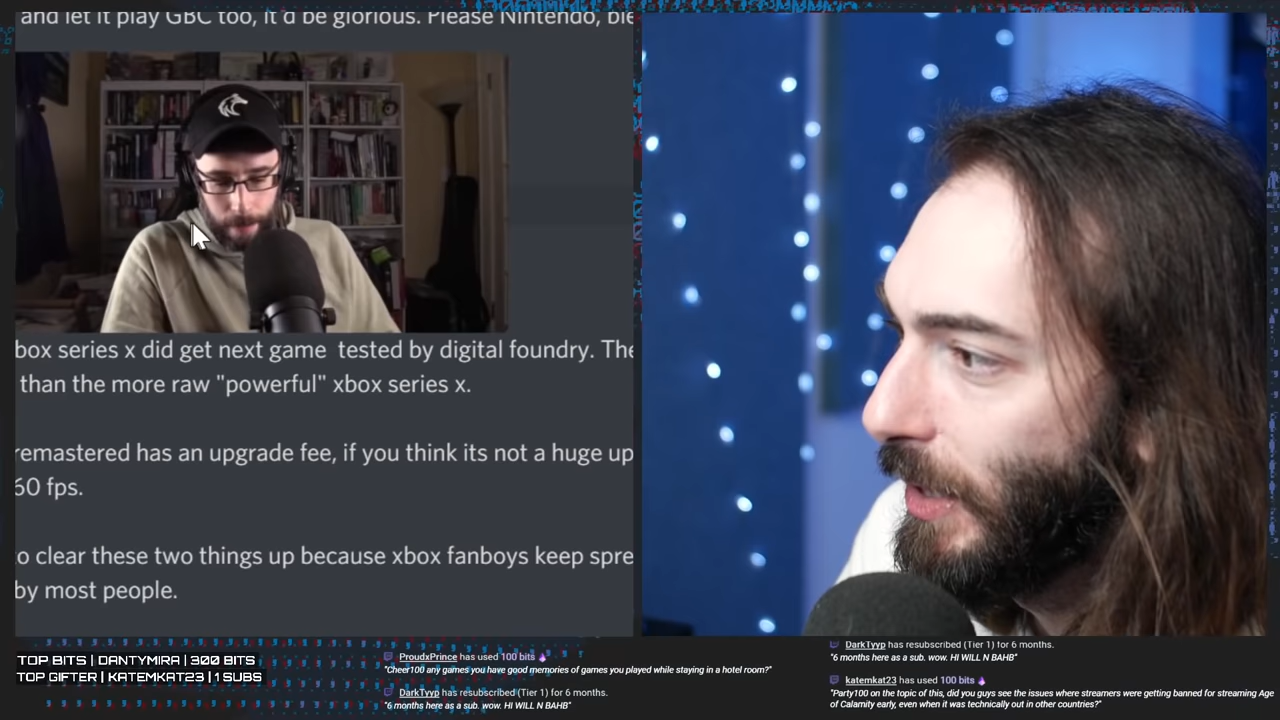 and let it play GBC too, it'd be glorious. Please Nintendo, ble
box series x did get next game tested by digital foundry. The
than the more raw "powerful" xbox series x.
remastered has an upgrade fee, if you think its not a huge up
60 fps.
to clear these two things up because xbox fanboys keep spre
by most people.
TOP BITS | DANTYMIRA | 300 BITS
TOP GIFTER | KATEMKAT23 | 1 SUBS
ProudxPrince has used 100 bits
"Cheer100 any games you have good memories of games you played while staying in a hotel room?"
DarkTyyp has resubscribed (Tier 1) for 6 months.
"6 months here as a sub. wow. HI WILL N BAHB"
DarkTyyp has resubscribed (Tier 1) for 6 months.
"6 months here as a sub. wow. HI WILL N BAHB"
katemkat23 has used 100 bits
"Party100 on the topic of this, did you guys see the issues where streamers were getting banned for streaming Age
of Calamity early, even when it was technically out in other countries?"